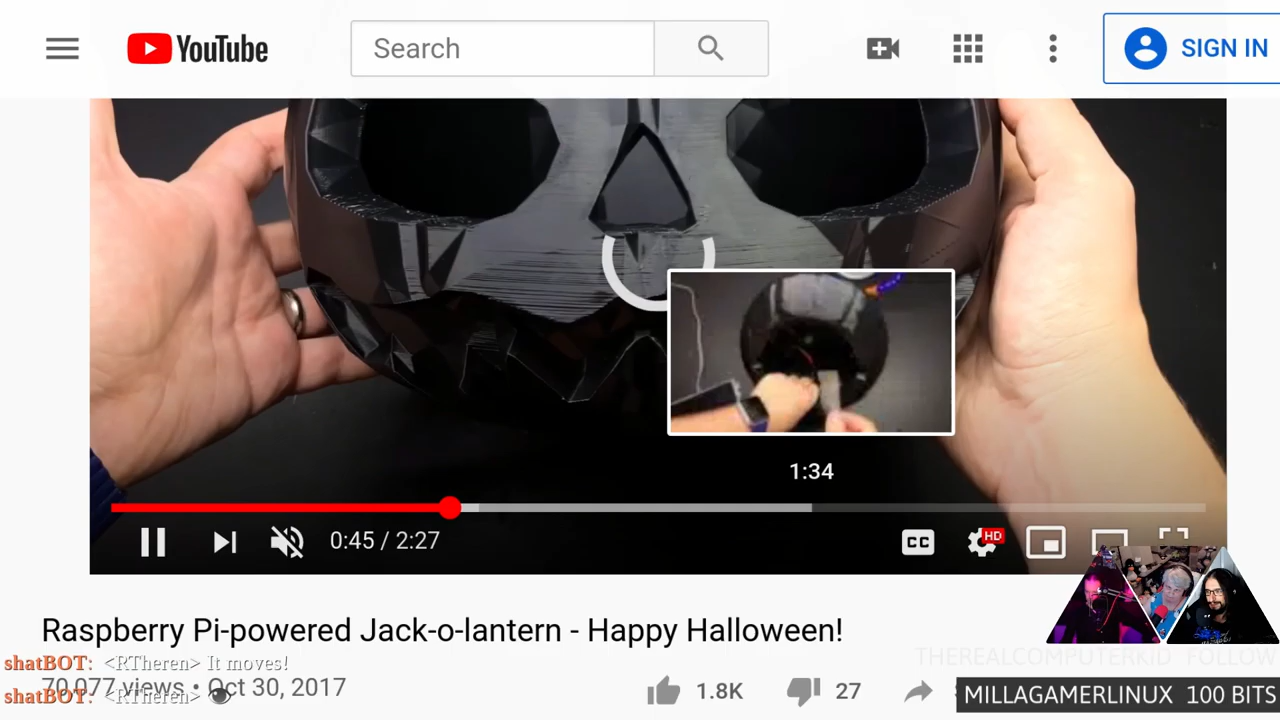 YouTube
Search
SIGN IN
1:34
0:45 / 2:27
CC
HD
Raspberry Pi-powered Jack-o-lantern - Happy Halloween!
shatBOT: <RTheren> It moves!
THEREALCOMPUTERKID FOLLOW
70,077 views • Oct 30, 2017
shatBOT: <RTheren> 👁
1.8K
27
MILLAGAMERLINUX 100 BITS